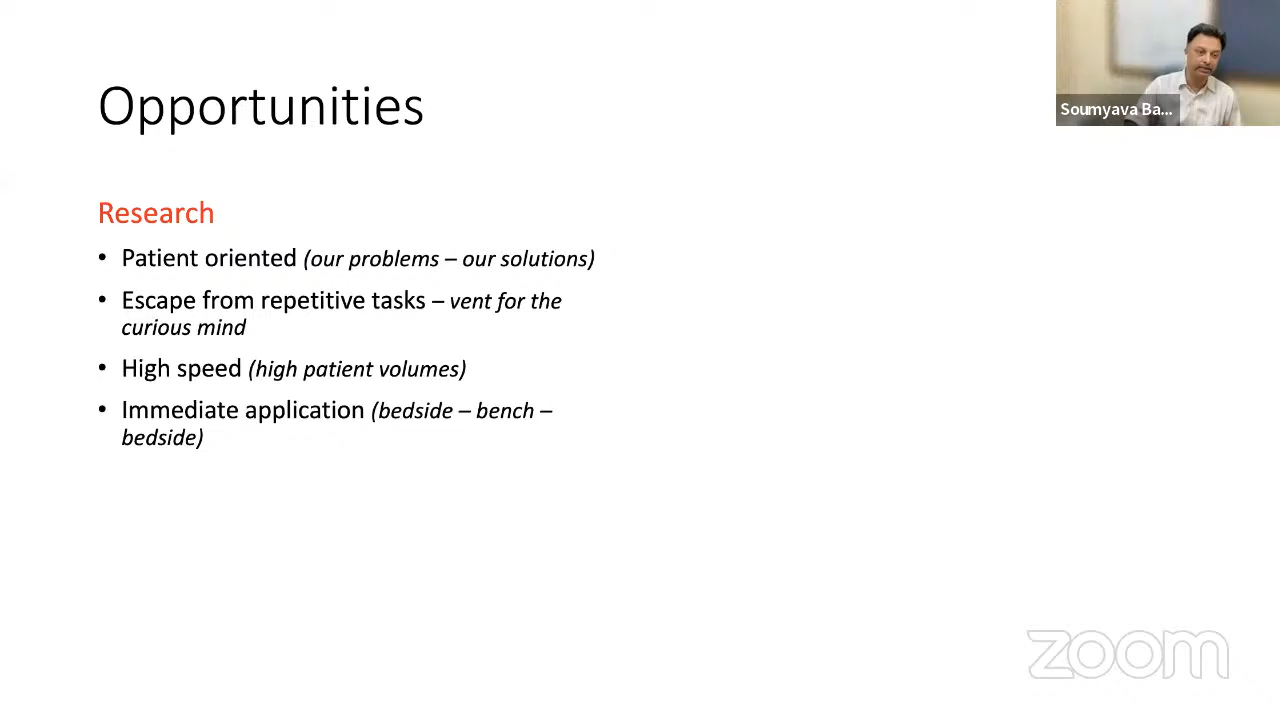 Opportunities
Soumyava Ba...
Research
• Patient oriented (our problems – our solutions)
• Escape from repetitive tasks – vent for the
curious mind
• High speed (high patient volumes)
• Immediate application (bedside – bench –
bedside)
zoom